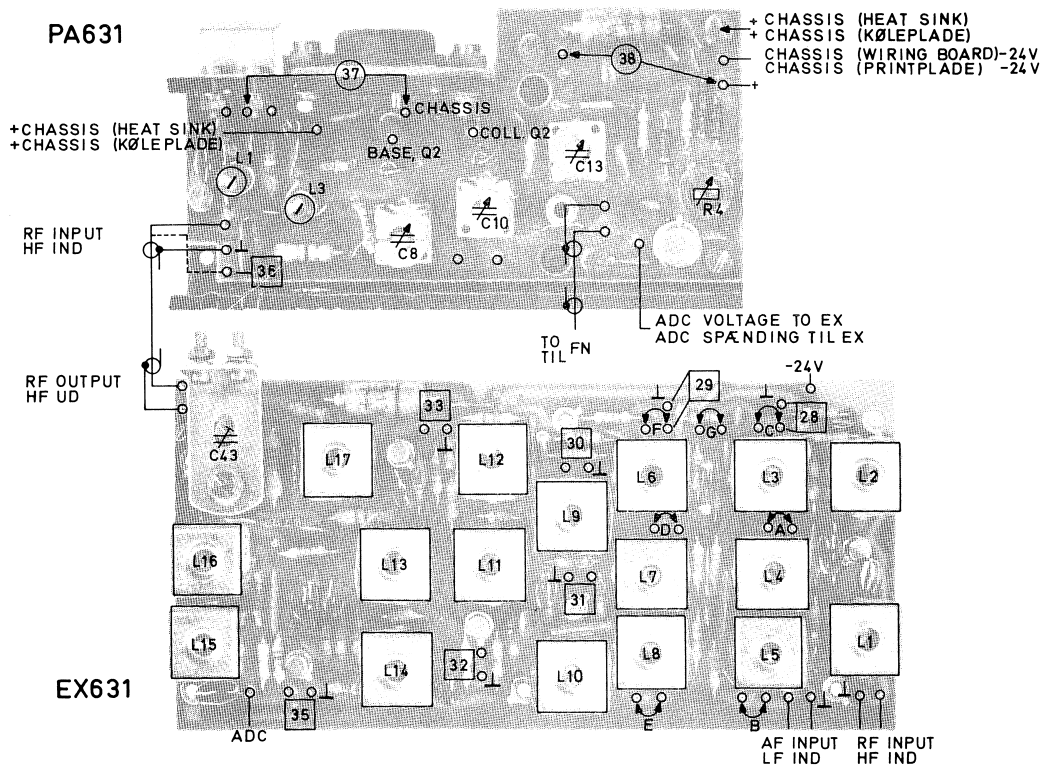 PA631
+ CHASSIS (HEAT SINK)
+ CHASSIS (KØLEPLADE)
CHASSIS (WIRING BOARD)-24V
CHASSIS (PRINTPLADE) -24V
+
38
37
CHASSIS
+CHASSIS (HEAT SINK)
+CHASSIS (KØLEPLADE)
BASE, Q2
COLL, Q2
C13
L1
L3
R4
C10
C8
RF INPUT
HF IND
36
ADC VOLTAGE TO EX
ADC SPÆNDING TIL EX
TO
TIL FN
RF OUTPUT
HF UD
-24V
29
33
28
F
G
C
30
C43
L17
L12
L6
L3
L2
L9
D
A
L16
L13
L11
L7
L4
31
L15
L14
32
L10
L8
L5
L1
EX631
35
ADC
E
B
AF INPUT
LF IND
RF INPUT
HF IND